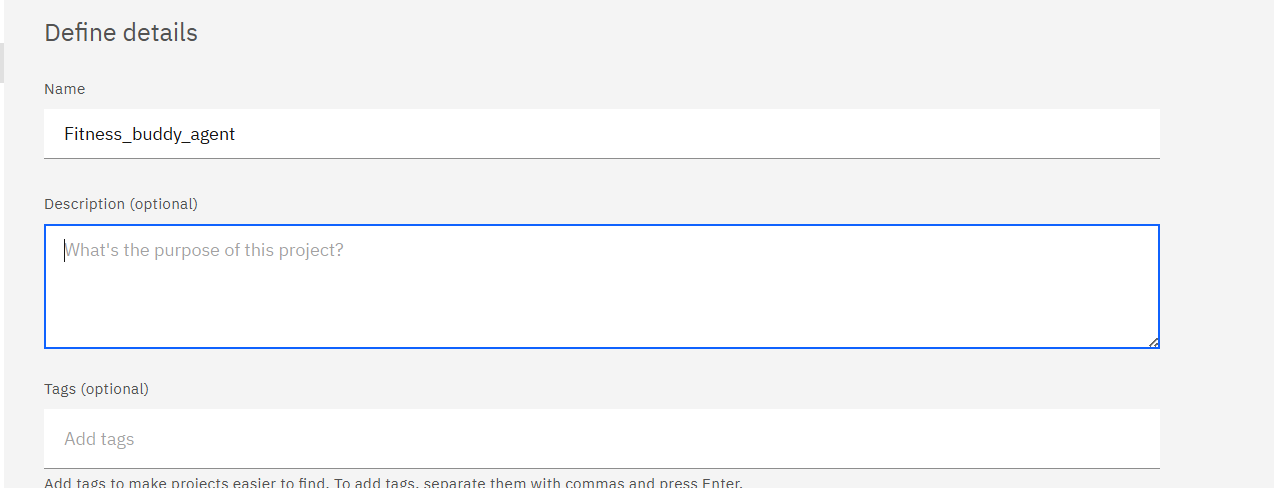 Define details
Name
Fitness_buddy_agent
Description (optional)
What's the purpose of this project?
Tags (optional)
Add tags
Add tags to make projects easier to find. To add tags, separate them with commas and press Enter.